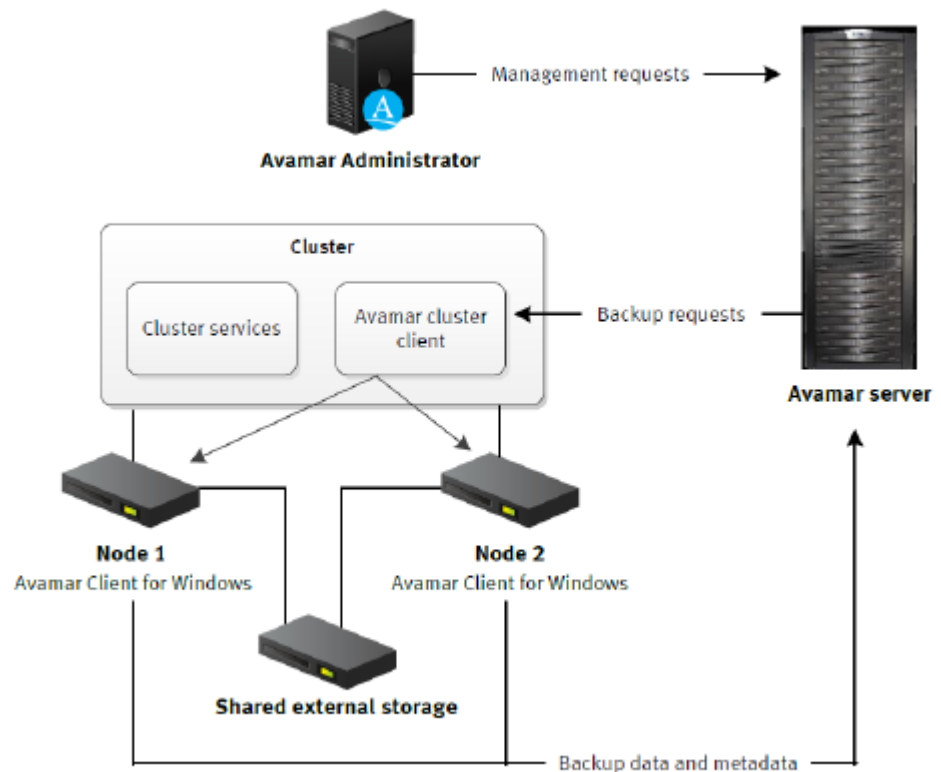 Management requests
A
Avamar Administrator
Cluster
Cluster services
Avamar cluster
client
Backup requests
Avamar server
Node 1
Avamar Client for Windows
Node 2
Avamar Client for Windows
Shared external storage
Backup data and metadata